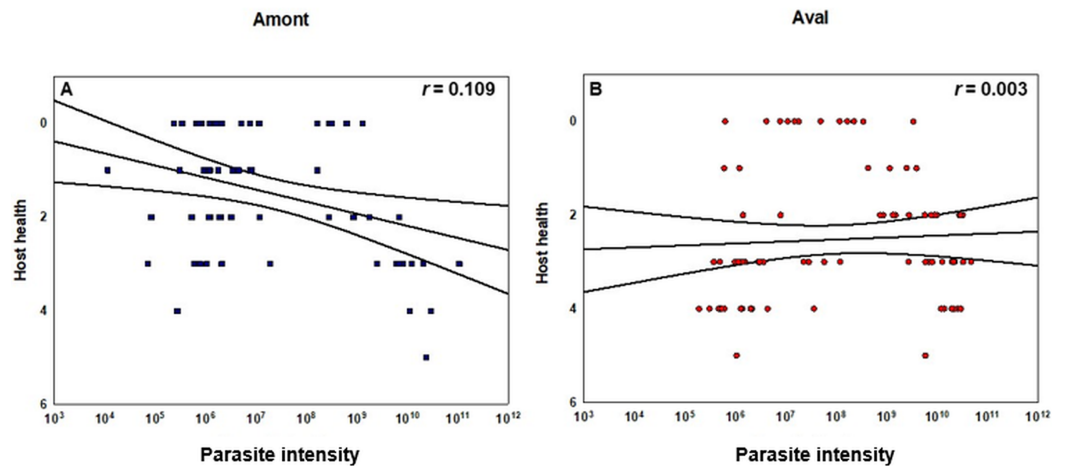 Amont
Aval
A
r = 0.109
0
2
4
6
Host health
10³ 10⁴ 10⁵ 10⁶ 10⁷ 10⁸ 10⁹ 10¹⁰ 10¹¹ 10¹²
Parasite intensity
B
r = 0.003
0
2
4
6
Host health
10³ 10⁴ 10⁵ 10⁶ 10⁷ 10⁸ 10⁹ 10¹⁰ 10¹¹ 10¹²
Parasite intensity